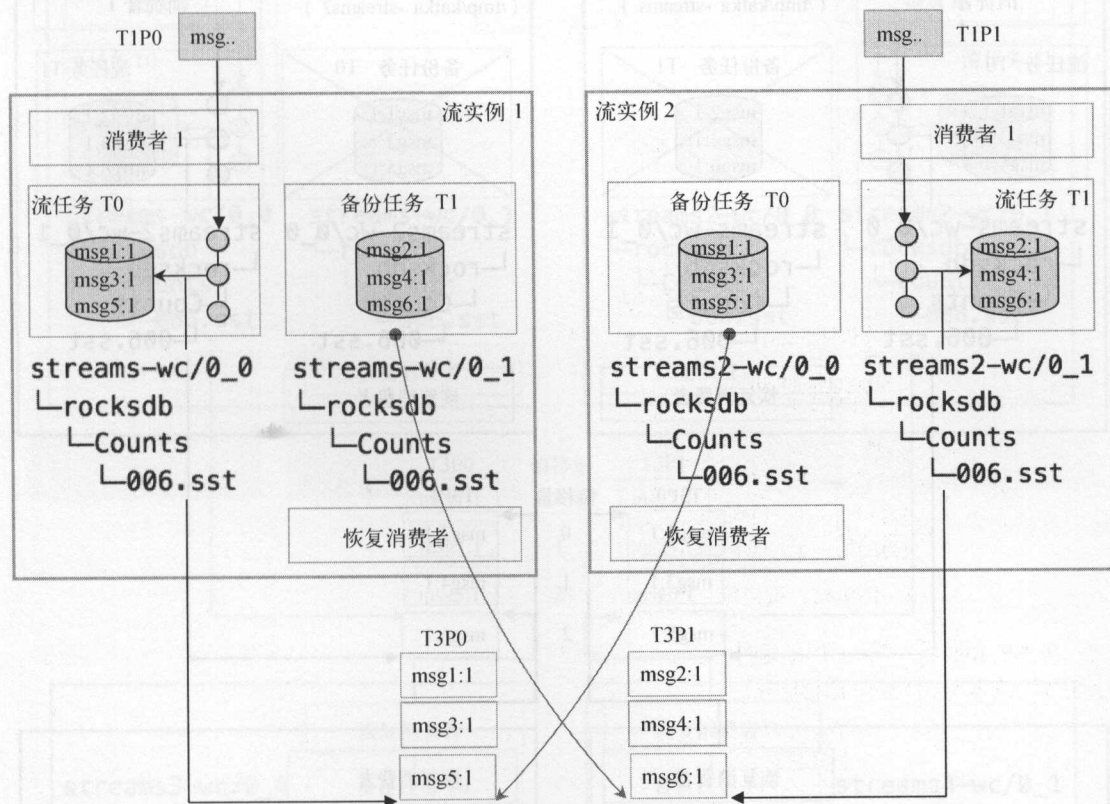 T1P0
msg..
msg..
T1P1
流实例 1
流实例 2
消费者 1
消费者 1
流任务 T0
备份任务 T1
备份任务 T0
流任务 T1
msg1:1
msg3:1
msg5:1
msg2:1
msg4:1
msg6:1
msg1:1
msg3:1
msg5:1
msg2:1
msg4:1
msg6:1
streams-wc/0_0
└─rocksdb
└─Counts
└─006.sst
streams-wc/0_1
└─rocksdb
└─Counts
└─006.sst
streams2-wc/0_0
└─rocksdb
└─Counts
└─006.sst
streams2-wc/0_1
└─rocksdb
└─Counts
└─006.sst
恢复消费者
恢复消费者
T3P0
msg1:1
msg3:1
msg5:1
T3P1
msg2:1
msg4:1
msg6:1